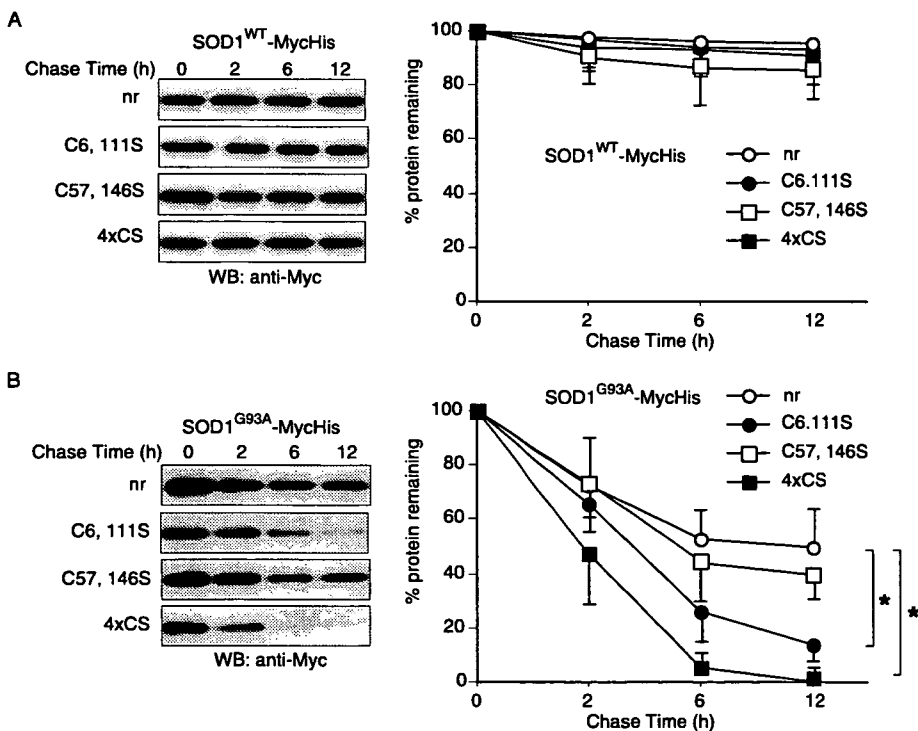 A
SOD1WT-MycHis
Chase Time (h) 0 2 6 12
nr
C6, 111S
C57, 146S
4xCS
WB: anti-Myc
% protein remaining
100
80
60
40
20
0
SOD1WT-MycHis
nr
C6.111S
C57, 146S
4xCS
0 2 6 12
Chase Time (h)
B
SOD1G93A-MycHis
Chase Time (h) 0 2 6 12
nr
C6, 111S
C57, 146S
4xCS
WB: anti-Myc
% protein remaining
100
80
60
40
20
0
SOD1G93A-MycHis
nr
C6.111S
C57, 146S
4xCS
* *
0 2 6 12
Chase Time (h)